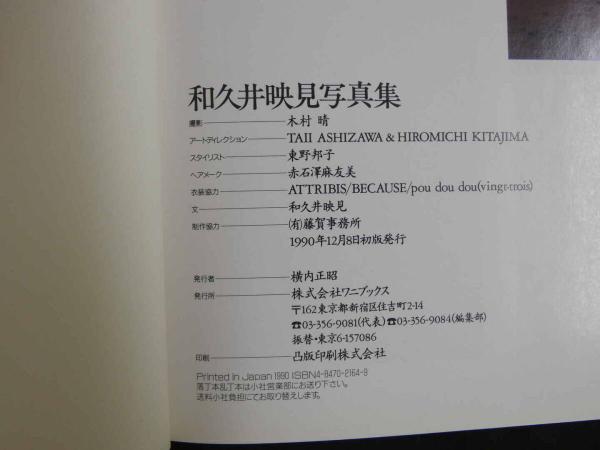 和久井映見写真集
撮影 木村 晴
アートディレクション TAII ASHIZAWA & HIROMICHI KITAJIMA
スタイリスト 東野邦子
ヘアメーク 赤石澤麻友美
衣装協力 ATTRIBIS/BECAUSE/pou dou dou(vingt-trois)
文 和久井映見
制作協力 (有)藤賀事務所
1990年12月8日初版発行
発行者 横内正昭
発行所 株式会社ワニブックス
〒162東京都新宿区住吉町2-14
☎03-356-9081(代表)☎03-356-9084(編集部)
振替・東京6-157086
印刷 凸版印刷株式会社
Printed in Japan 1990 ISBN4-8470-2164-9
落丁本乱丁本は小社営業部にお送り下さい。
送料小社負担にてお取り替えします。